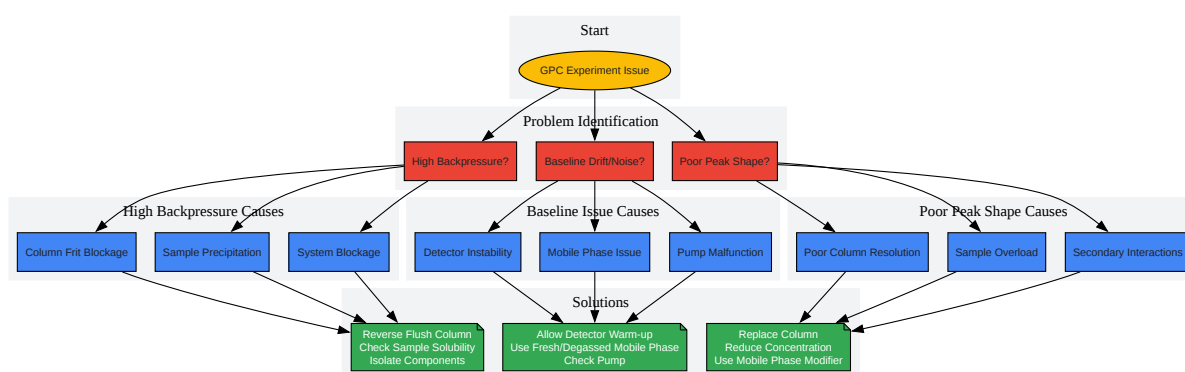 Start
GPC Experiment Issue
Problem Identification
High Backpressure?
Baseline Drift/Noise?
Poor Peak Shape?
High Backpressure Causes
Baseline Issue Causes
Poor Peak Shape Causes
Column Frit Blockage
Sample Precipitation
System Blockage
Detector Instability
Mobile Phase Issue
Pump Malfunction
Poor Column Resolution
Sample Overload
Secondary Interactions
Solutions
Reverse Flush Column
Check Sample Solubility
Isolate Components
Allow Detector Warm-up
Use Fresh/Degassed Mobile Phase
Check Pump
Replace Column
Reduce Concentration
Use Mobile Phase Modifier